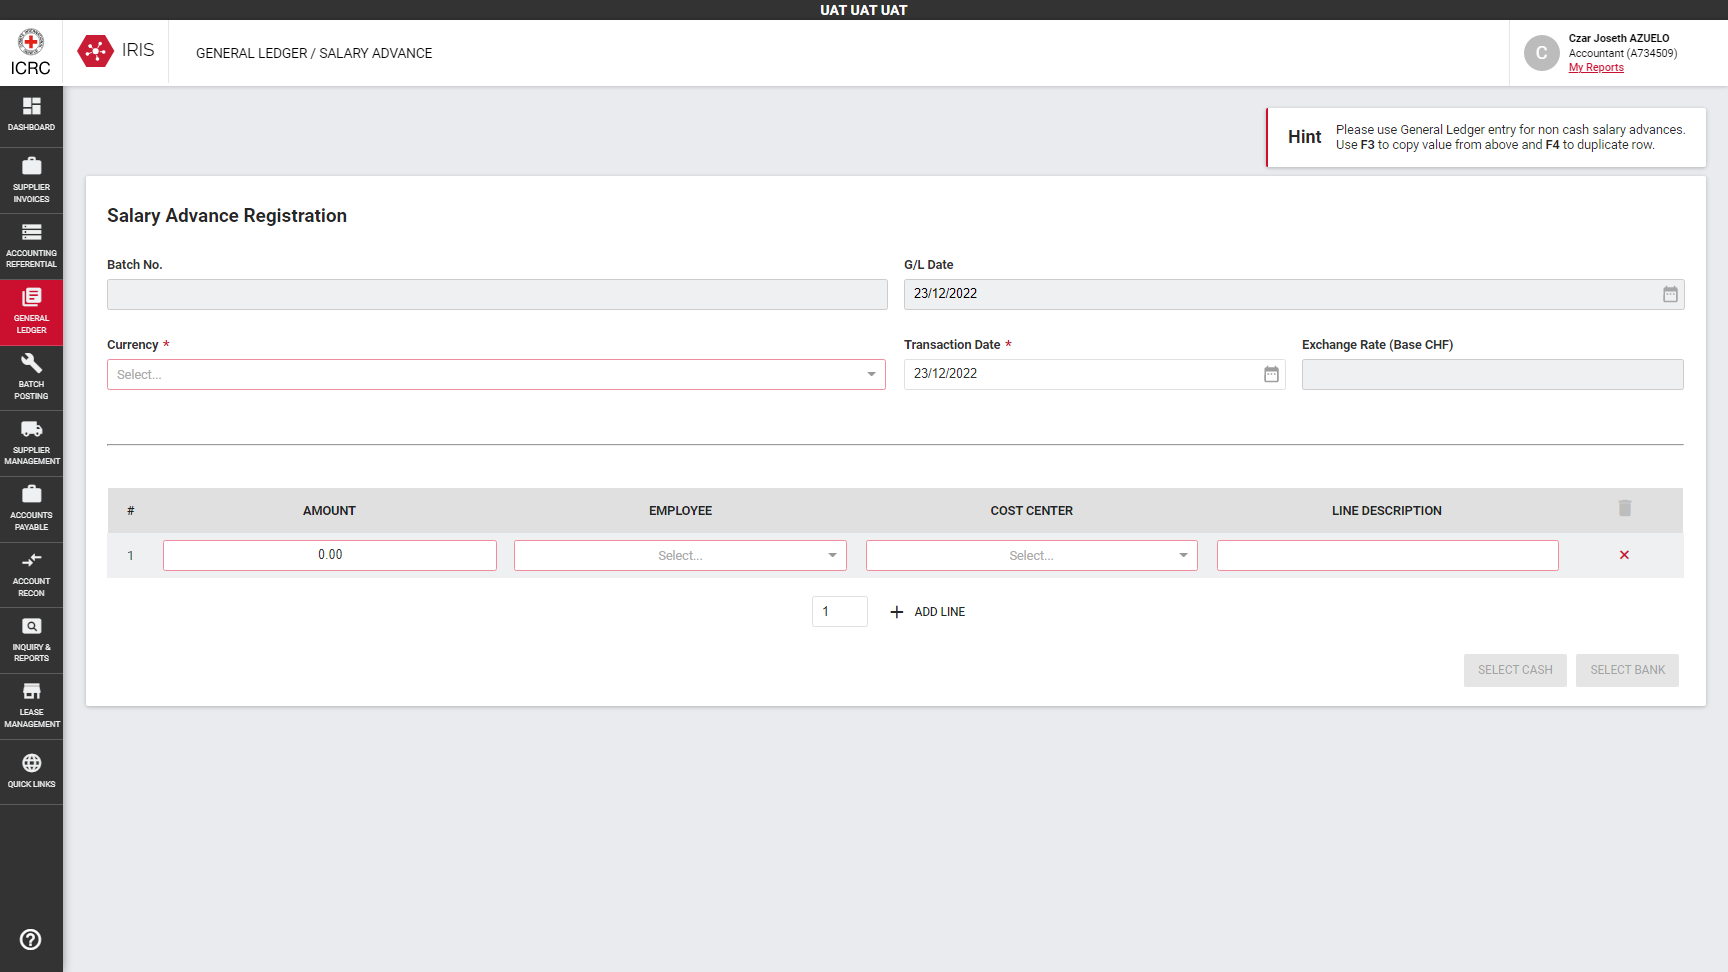 UAT UAT UAT
ICRC
IRIS
GENERAL LEDGER / SALARY ADVANCE
C
Czar Joseth AZUELO
Accountant (A734509)
My Reports
DASHBOARD
SUPPLIER
INVOICES
ACCOUNTING
REFERENTIAL
GENERAL
LEDGER
BATCH
POSTING
SUPPLIER
MANAGEMENT
ACCOUNTS
PAYABLE
ACCOUNT
RECON
INQUIRY &
REPORTS
LEASE
MANAGEMENT
QUICK LINKS
Hint
Please use General Ledger entry for non cash salary advances.
Use F3 to copy value from above and F4 to duplicate row.
Salary Advance Registration
Batch No.
G/L Date
23/12/2022
Currency *
Transaction Date *
Exchange Rate (Base CHF)
Select...
23/12/2022
# AMOUNT EMPLOYEE COST CENTER LINE DESCRIPTION
1 0.00 Select... Select...
1 + ADD LINE
SELECT CASH SELECT BANK